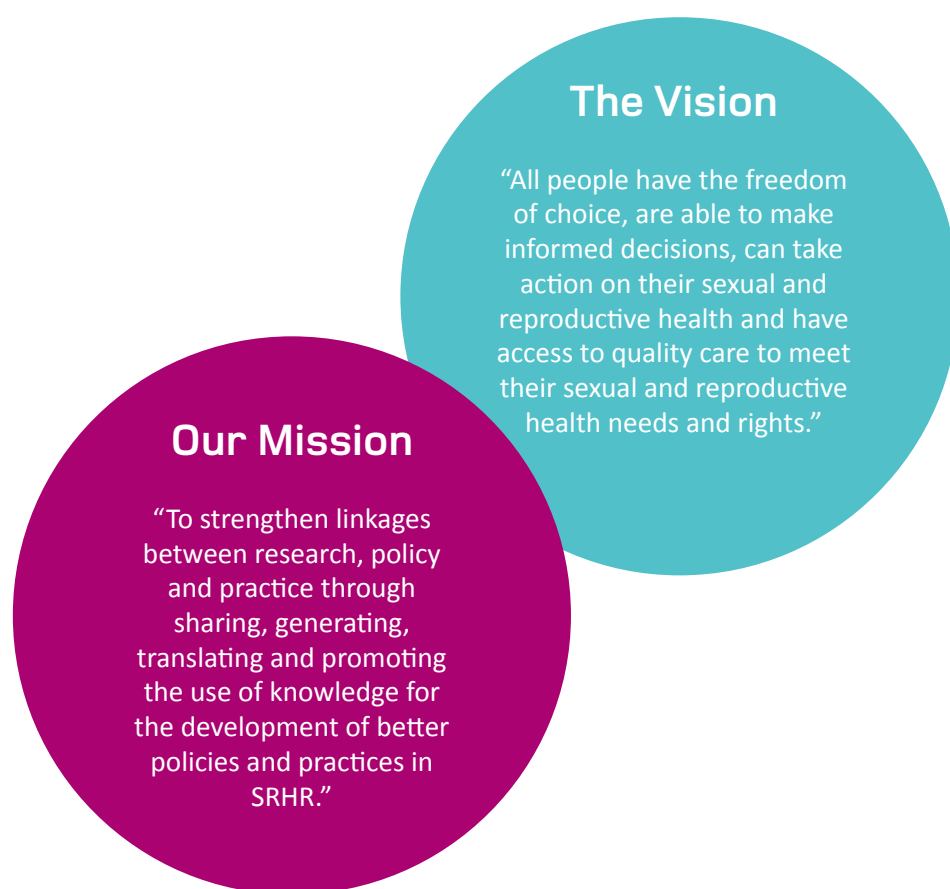 The Vision
“All people have the freedom
of choice, are able to make
informed decisions, can take
action on their sexual and
reproductive health and have
access to quality care to meet
their sexual and reproductive
health needs and rights.”
Our Mission
“To strengthen linkages
between research, policy
and practice through
sharing, generating,
translating and promoting
the use of knowledge for
the development of better
policies and practices in
SRHR.”